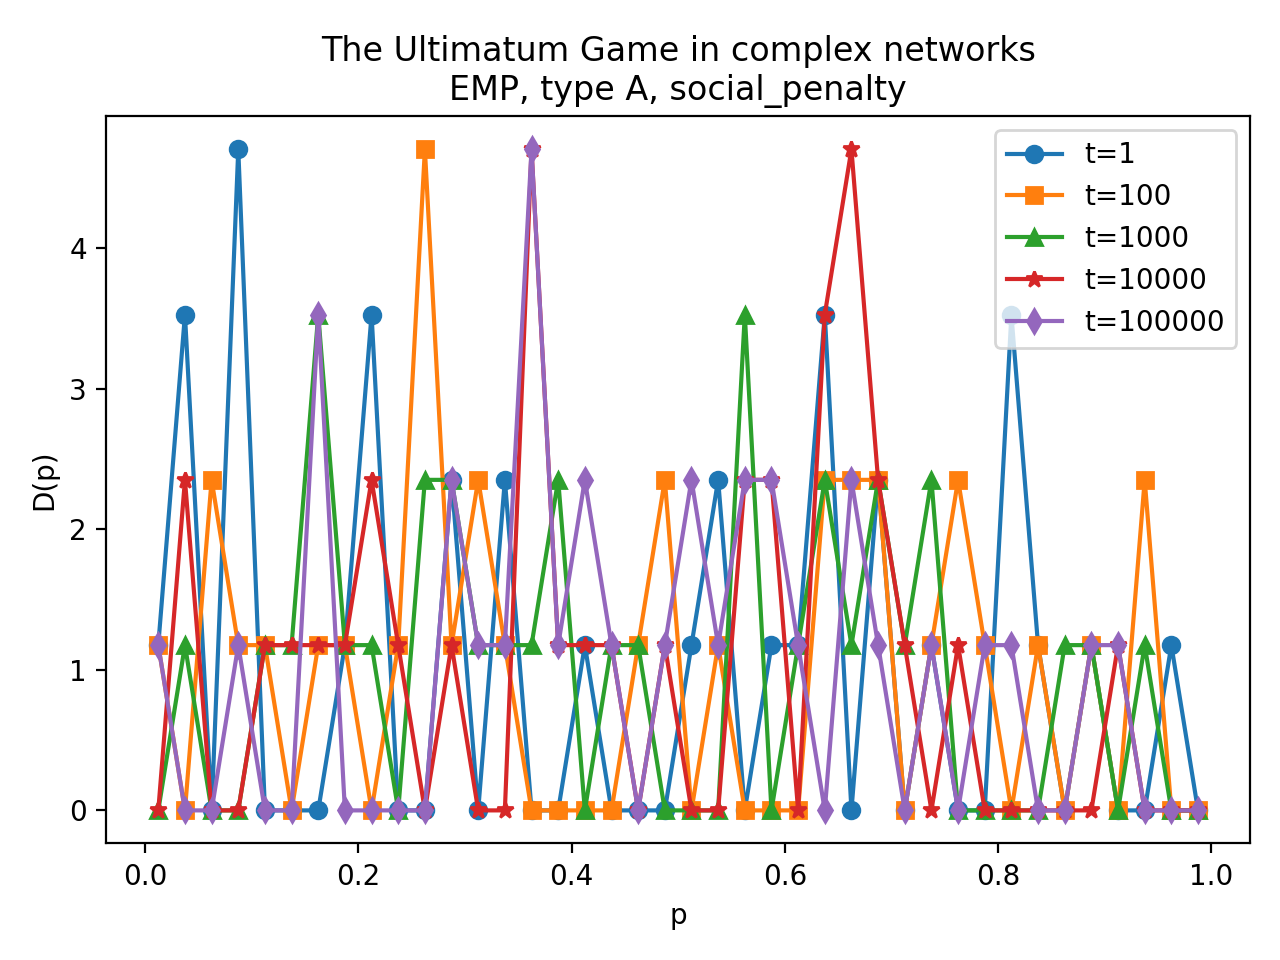 The Ultimatum Game in complex networks
EMP, type A, social_penalty
t=1
t=100
t=1000
t=10000
t=100000
D(p)
4
3
2
1
0
0.0
0.2
0.4
0.6
0.8
1.0
p